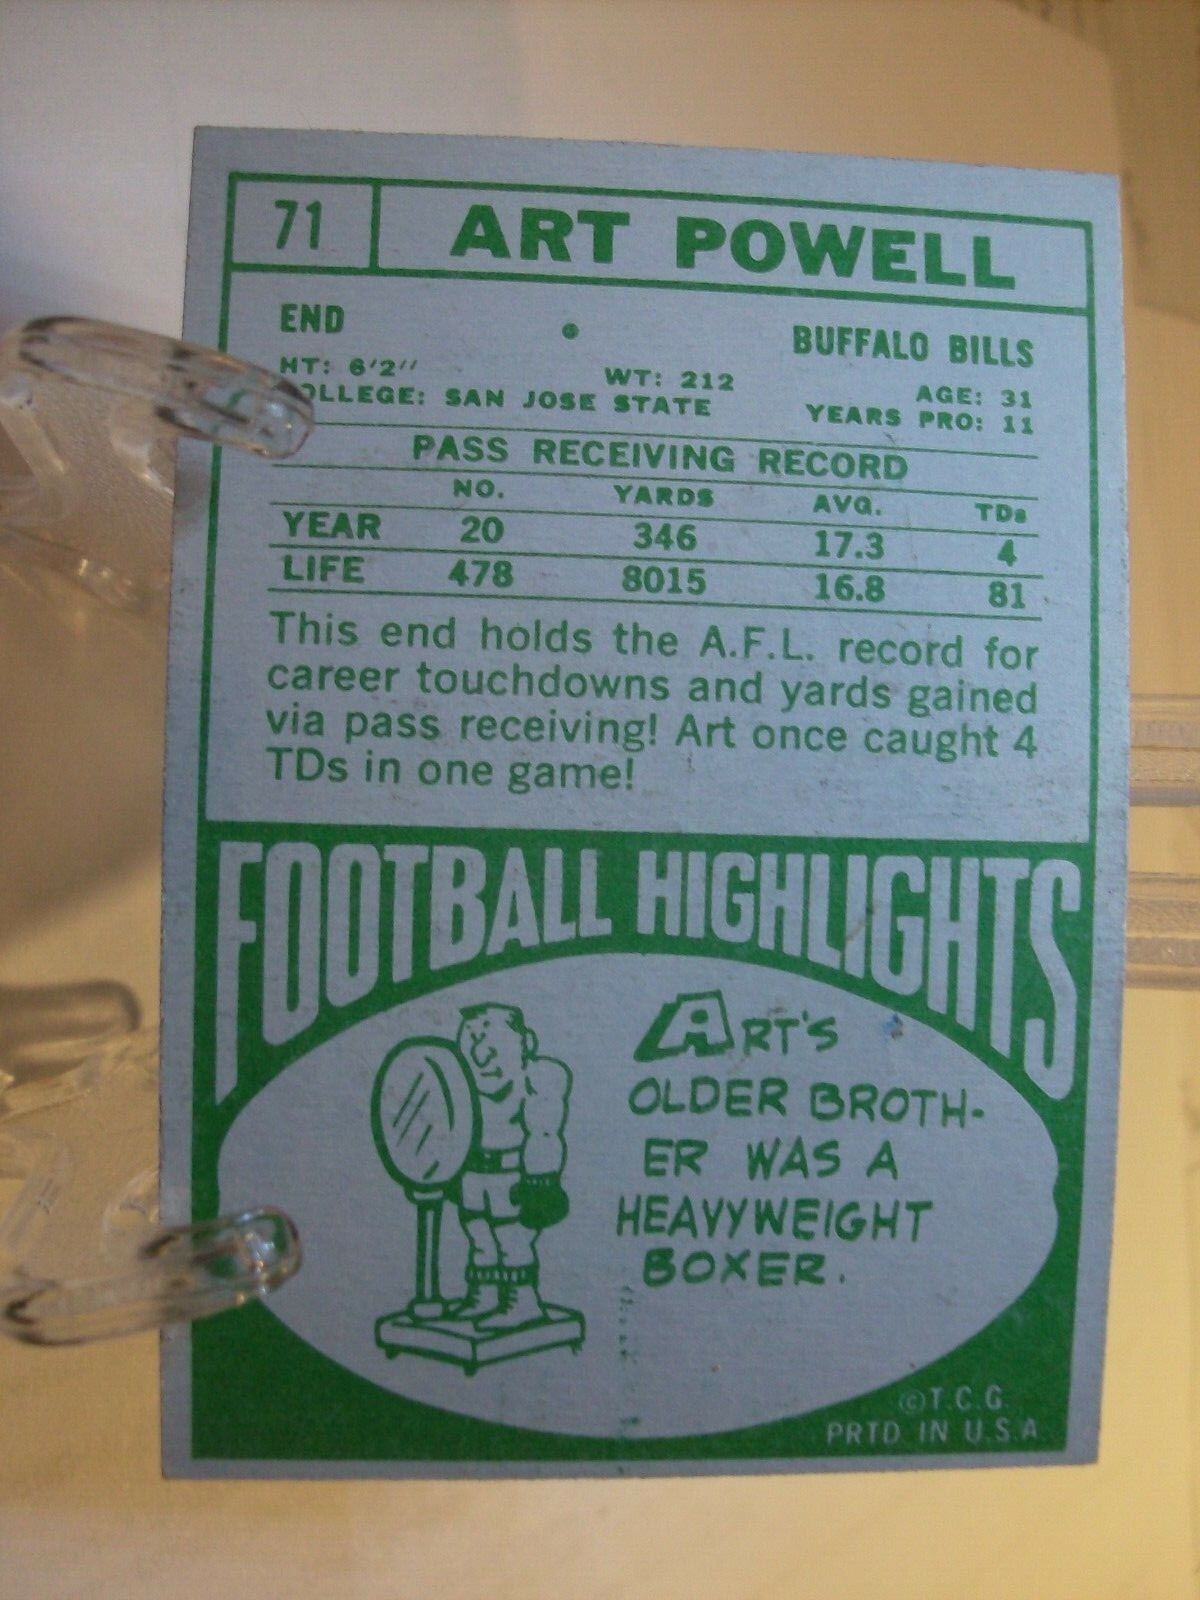 71 ART POWELL
END • BUFFALO BILLS
HT: 6'2" WT: 212 AGE: 31
COLLEGE: SAN JOSE STATE YEARS PRO: 11
PASS RECEIVING RECORD
NO. YARDS AVG. TDs
YEAR 20 346 17.3 4
LIFE 478 8015 16.8 81
This end holds the A.F.L. record for
career touchdowns and yards gained
via pass receiving! Art once caught 4
TDs in one game!
FOOTBALL HIGHLIGHTS
ART'S
OLDER BROTH-
ER WAS A
HEAVYWEIGHT
BOXER.
©T.C.G.
PRTD IN U.S.A